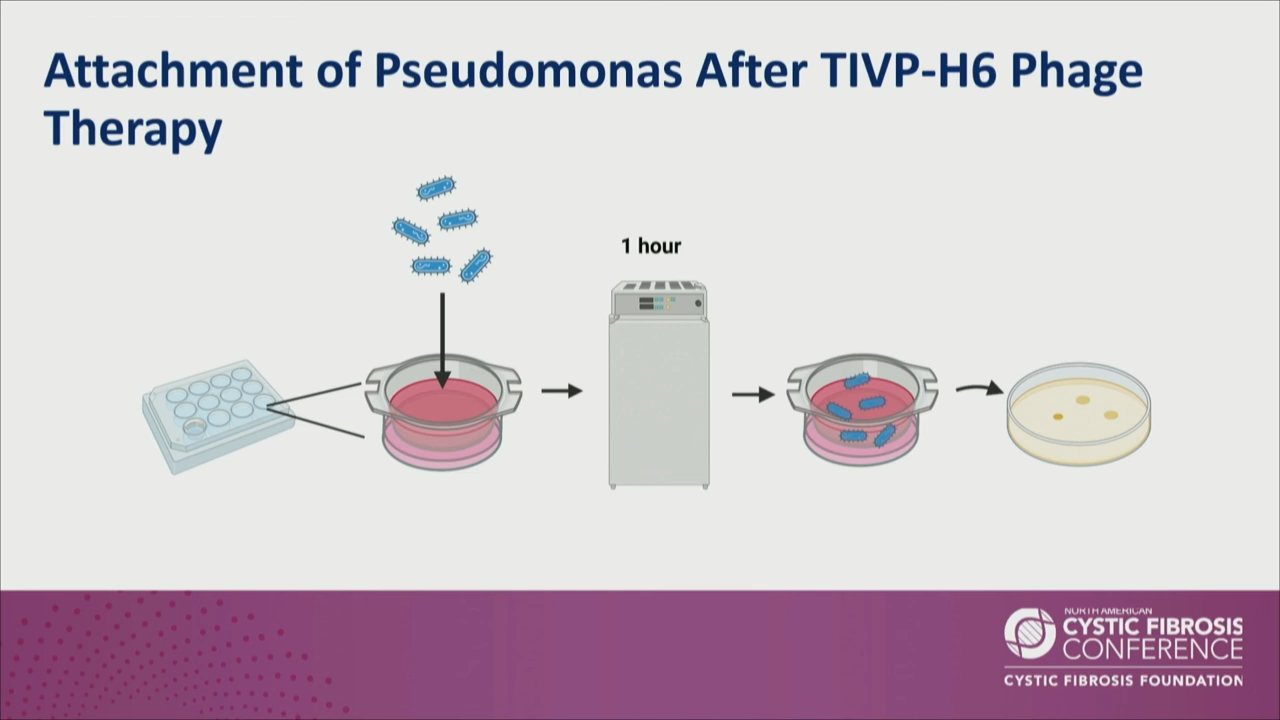 Attachment of Pseudomonas After TIVP-H6 Phage
Therapy
1 hour
NORTH AMERICAN
CYSTIC FIBROSIS
CONFERENCE
CYSTIC FIBROSIS FOUNDATION